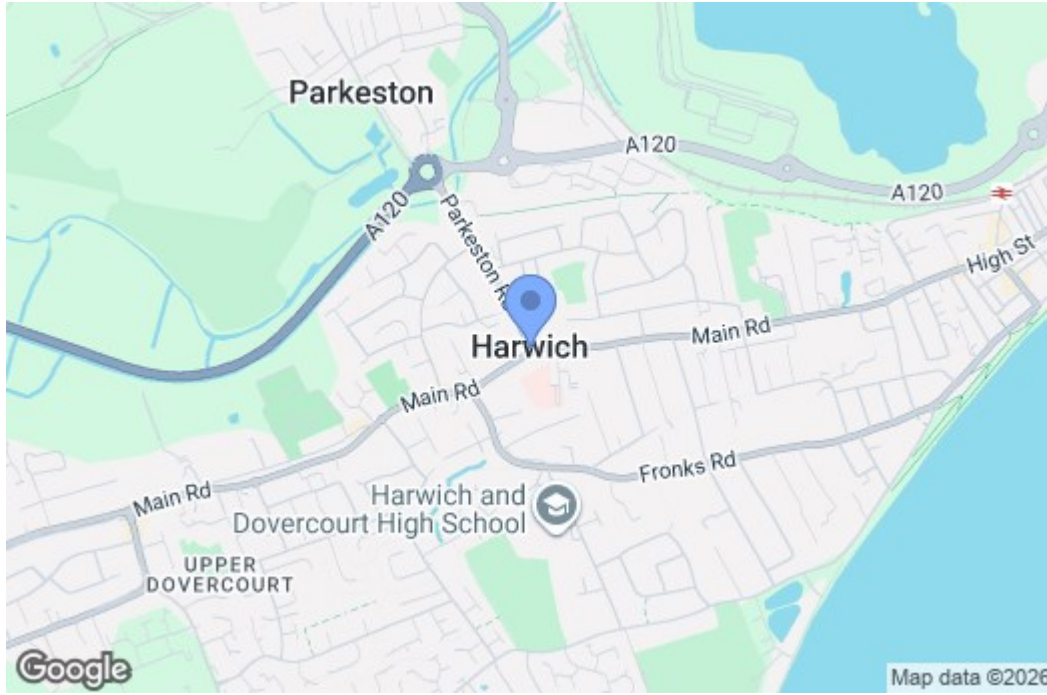 Parkeston
A120
A120
A120
Parkeston Rd
High St
Main Rd
Harwich
Main Rd
Fronks Rd
Main Rd
Harwich and
Dovercourt High School
UPPER
DOVERCOURT
Google
Map data ©2026